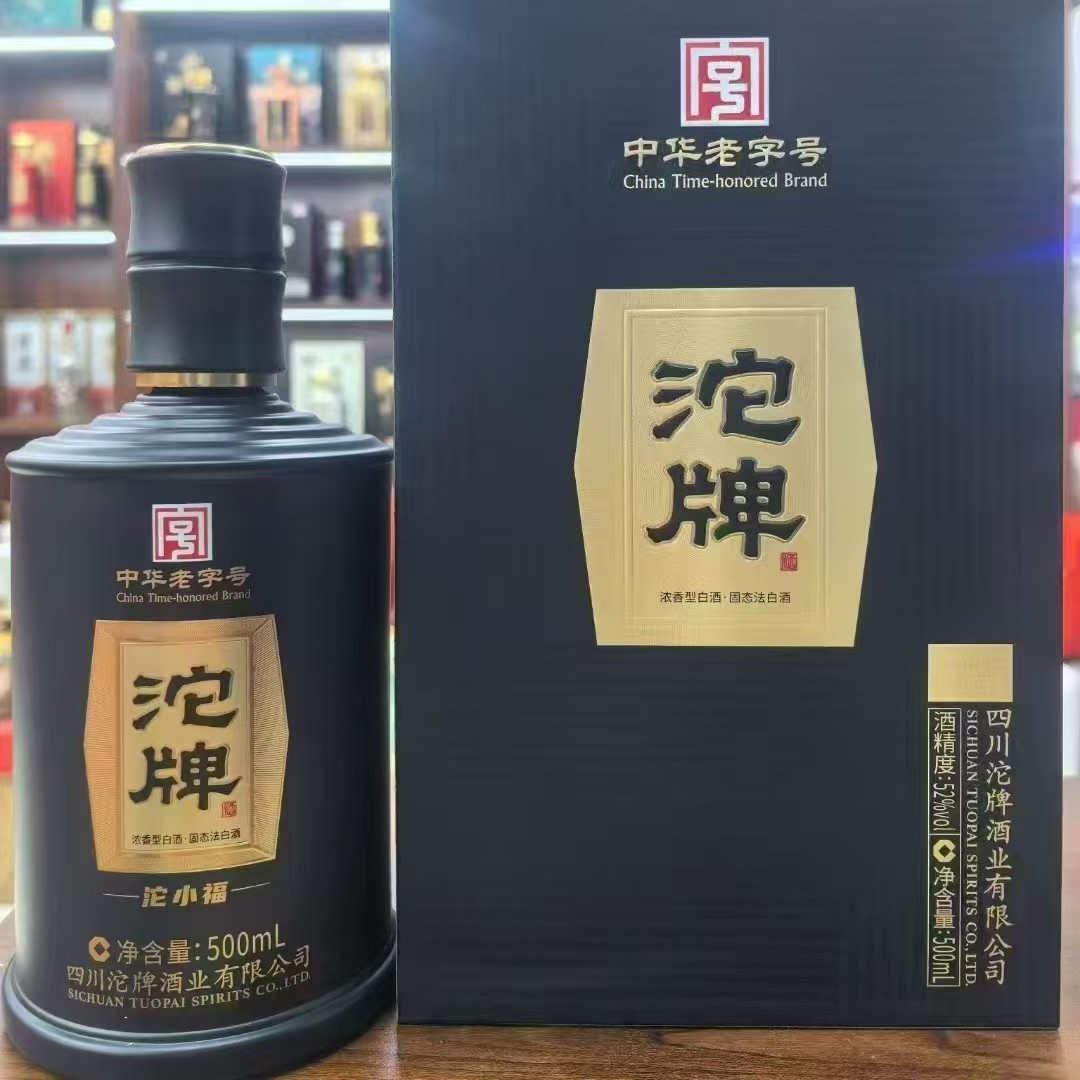 字号
中华老字号
China Time-honored Brand
沱牌
浓香型白酒·固态法白酒
沱小福
净含量:500mL
四川沱牌酒业有限公司
SICHUAN TUOPAI SPIRITS CO.,LTD.
字号
中华老字号
China Time-honored Brand
沱
牌
浓香型白酒·固态法白酒
四川沱牌酒业有限公司
SICHUAN TUOPAI SPIRITS CO.,LTD.
酒精度:52%vol
净含量:500mL